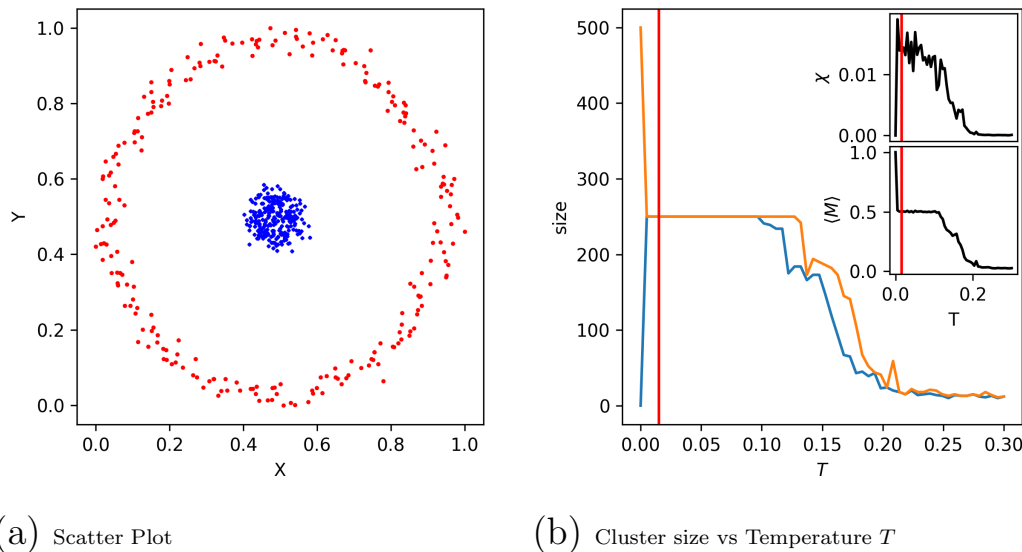 1.0
0.8
0.6
0.4
0.2
0.0
Y
0.0 0.2 0.4 0.6 0.8 1.0
X
500
400
300
200
100
0
size
0.00 0.05 0.10 0.15 0.20 0.25 0.30
T
0.01
0.00
χ
1.0
0.5
0.0
⟨M⟩
0.0 0.2
T
(a) Scatter Plot
(b) Cluster size vs Temperature T